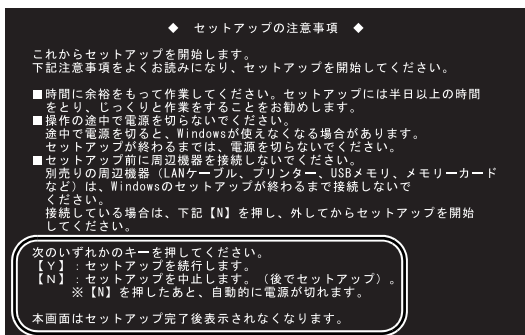 ◆ セットアップの注意事項 ◆
これからセットアップを開始します。
下記注意事項をよくお読みになり、セットアップを開始してください。
■時間に余裕をもって作業してください。セットアップには半日以上の時間
をとり、じっくりと作業をすることをお勧めします。
■操作の途中で電源を切らないでください。
途中で電源を切ると、Windowsが使えなくなる場合があります。
セットアップが終わるまでは、電源を切らないでください。
■セットアップ前に周辺機器を接続しないでください。
別売りの周辺機器（LANケーブル、プリンター、USBメモリ、メモリーカード
など）は、Windowsのセットアップが終わるまで接続しないで
ください。
接続している場合は、下記【N】を押し、外してからセットアップを開始
してください。
次のいずれかのキーを押してください。
【Y】：セットアップを続行します。
【N】：セットアップを中止します。（後でセットアップ）。
※【N】を押したあと、自動的に電源が切れます。
本画面はセットアップ完了後表示されなくなります。